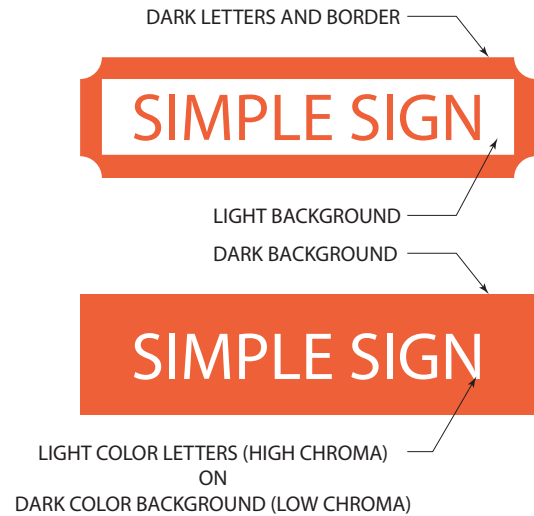 DARK LETTERS AND BORDER
SIMPLE SIGN
LIGHT BACKGROUND
DARK BACKGROUND
SIMPLE SIGN
LIGHT COLOR LETTERS (HIGH CHROMA)
ON
DARK COLOR BACKGROUND (LOW CHROMA)